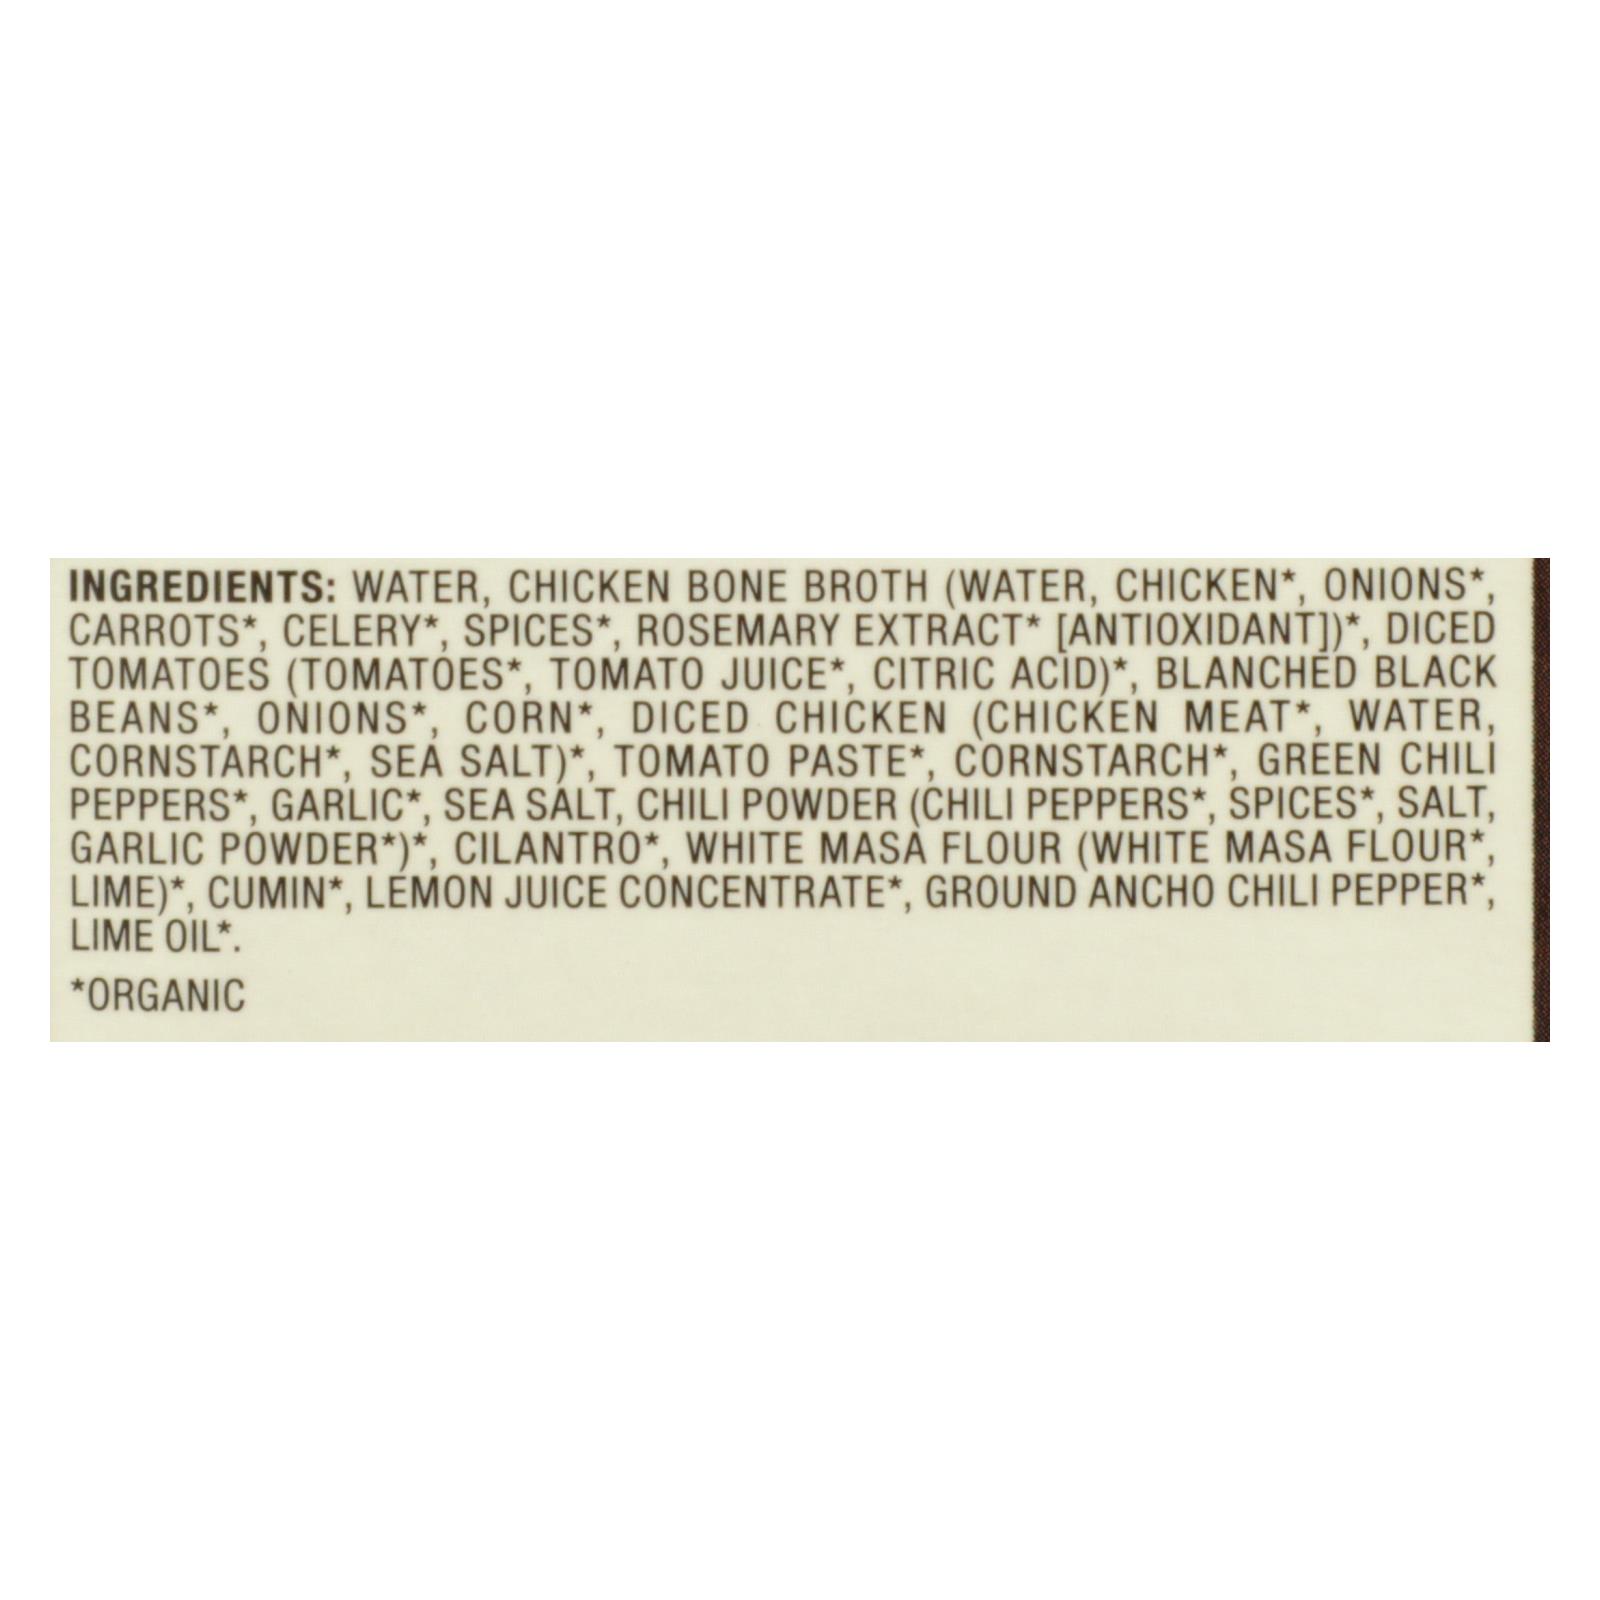 INGREDIENTS: WATER, CHICKEN BONE BROTH (WATER, CHICKEN*, ONIONS*,
CARROTS*, CELERY*, SPICES*, ROSEMARY EXTRACT* [ANTIOXIDANT])*, DICED
TOMATOES (TOMATOES*, TOMATO JUICE*, CITRIC ACID)*, BLANCHED BLACK
BEANS*, ONIONS*, CORN*, DICED CHICKEN (CHICKEN MEAT*, WATER,
CORNSTARCH*, SEA SALT)*, TOMATO PASTE*, CORNSTARCH*, GREEN CHILI
PEPPERS*, GARLIC*, SEA SALT, CHILI POWDER (CHILI PEPPERS*, SPICES*, SALT,
GARLIC POWDER*)*, CILANTRO*, WHITE MASA FLOUR (WHITE MASA FLOUR*,
LIME)*, CUMIN*, LEMON JUICE CONCENTRATE*, GROUND ANCHO CHILI PEPPER*,
LIME OIL*.
*ORGANIC